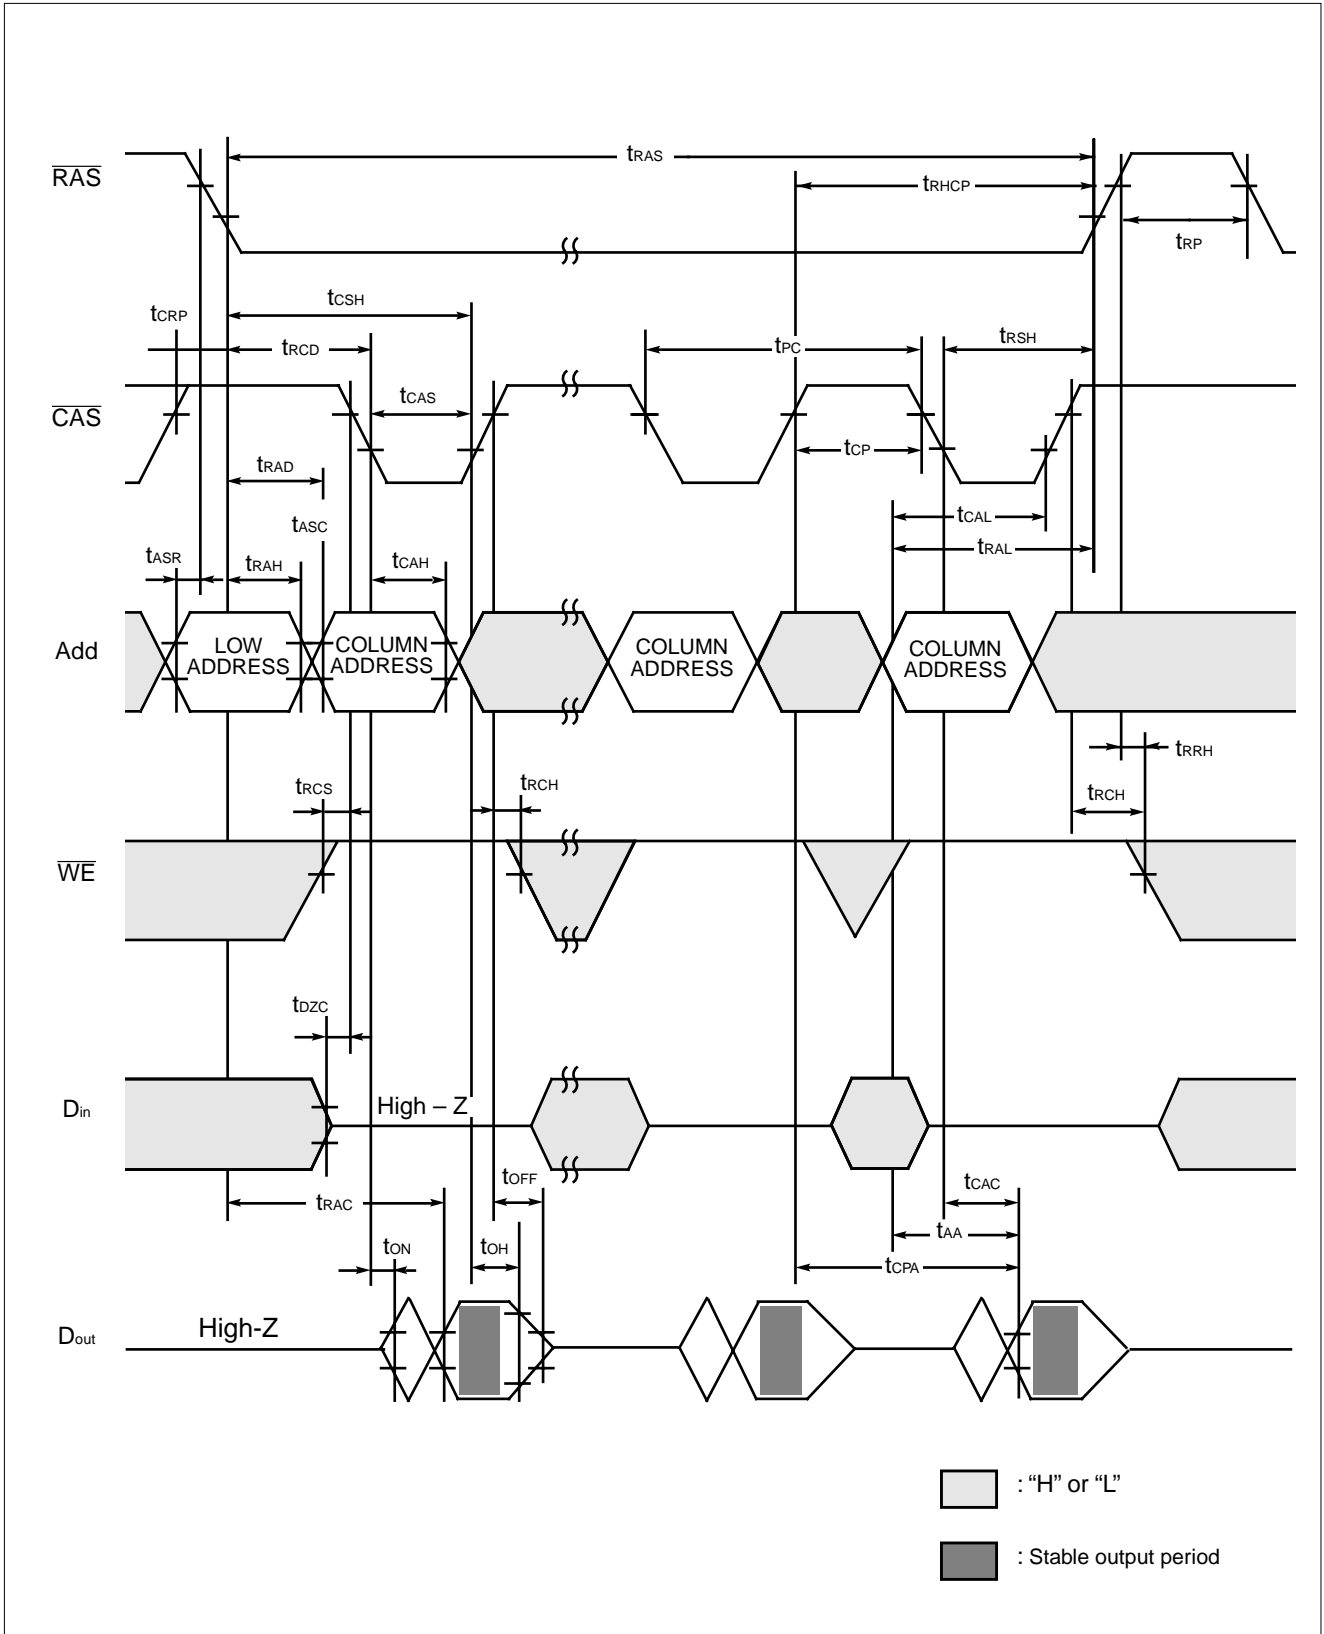 tRAS
RAS
tRHCP
tRP
tCSH
tCRP
tRCD
tPC
tRSH
CAS
tCAS
tCP
tRAD
tASC
tCAL
tASR
tRAH
tCAH
tRAL
Add
LOW ADDRESS
COLUMN ADDRESS
COLUMN ADDRESS
COLUMN ADDRESS
tRRH
tRCS
tRCH
tRCH
WE
tDZC
Din
High – Z
tOFF
tRAC
tCAC
tAA
tON
tOH
tCPA
Dout
High-Z
: “H” or “L”
: Stable output period